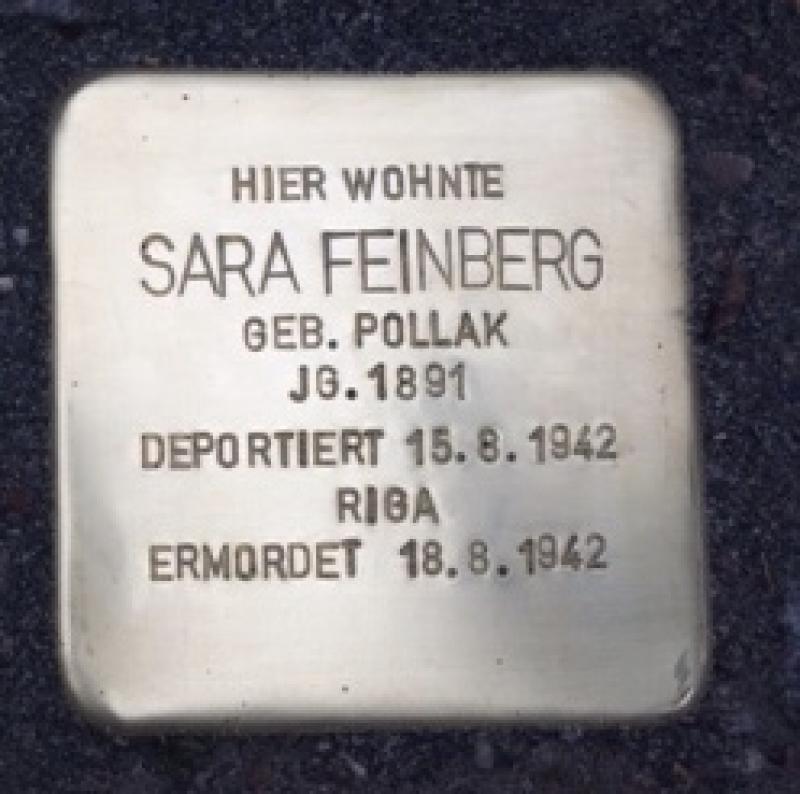 HIER WOHNTE
SARA FEINBERG
GEB. POLLAK
JG.1891
DEPORTIERT 15.8.1942
RIGA
ERMORDET 18.8.1942